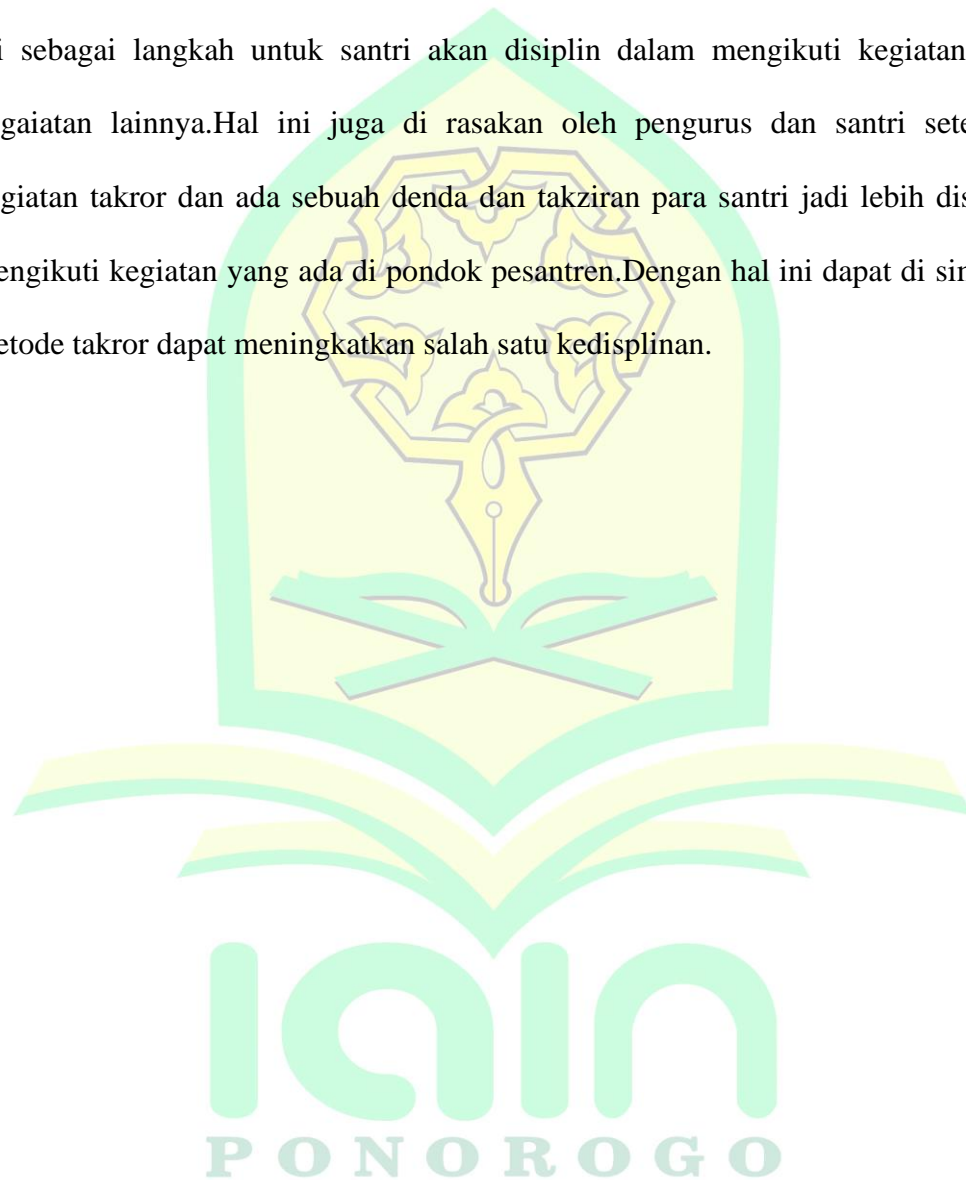 i sebagai langkah untuk santri akan disiplin dalam mengikuti kegiatan
gaiatan lainnya.Hal ini juga di rasakan oleh pengurus dan santri sete
giatan takror dan ada sebuah denda dan takziran para santri jadi lebih dis
engikuti kegiatan yang ada di pondok pesantren.Dengan hal ini dapat di sin
etode takror dapat meningkatkan salah satu kedisplinan.
iain
PONOROGO